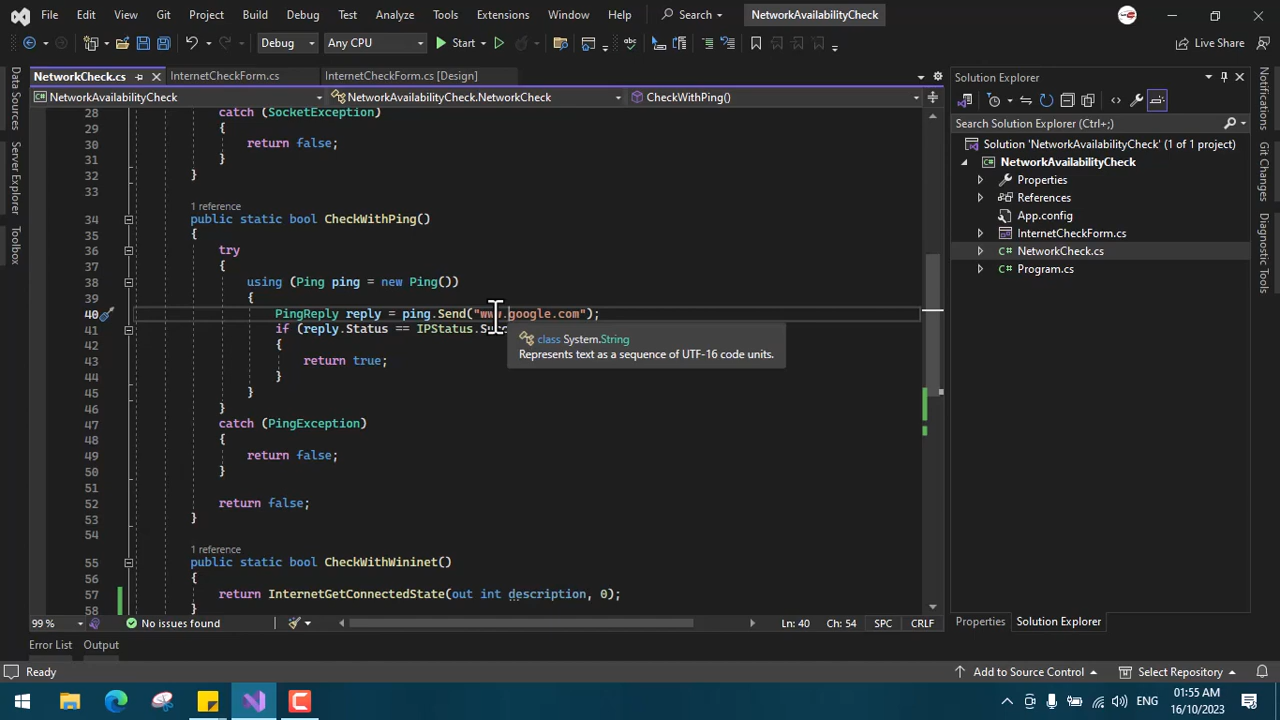 File Edit View Git Project Build Debug Test Analyze Tools Extensions Window Help Search NetworkAvailabilityCheck
Debug Any CPU Start Live Share
NetworkCheck.cs InternetCheckForm.cs InternetCheckForm.cs [Design]
NetworkAvailabilityCheck NetworkAvailabilityCheck.NetworkCheck CheckWithPing()
28 catch (SocketException)
29 {
30 return false;
31 }
32 }
33
1 reference
34 public static bool CheckWithPing()
35 {
36 try
37 {
38 using (Ping ping = new Ping())
39 {
40 PingReply reply = ping.Send("www.google.com");
41 if (reply.Status == IPStatus.Succ
class System.String
Represents text as a sequence of UTF-16 code units.
42 {
43 return true;
44 }
45 }
46 }
47 catch (PingException)
48 {
49 return false;
50 }
51
52 return false;
53 }
54
1 reference
55 public static bool CheckWithWininet()
56 {
57 return InternetGetConnectedState(out int description, 0);
58 }
99 % No issues found Ln: 40 Ch: 54 SPC CRLF
Error List Output
Ready
Data Sources
Server Explorer
Toolbox
Solution Explorer
Search Solution Explorer (Ctrl+;)
Solution 'NetworkAvailabilityCheck' (1 of 1 project)
NetworkAvailabilityCheck
Properties
References
App.config
InternetCheckForm.cs
NetworkCheck.cs
Program.cs
Properties Solution Explorer
Notifications
Git Changes
Add to Source Control Select Repository
ENG 01:55 AM
16/10/2023